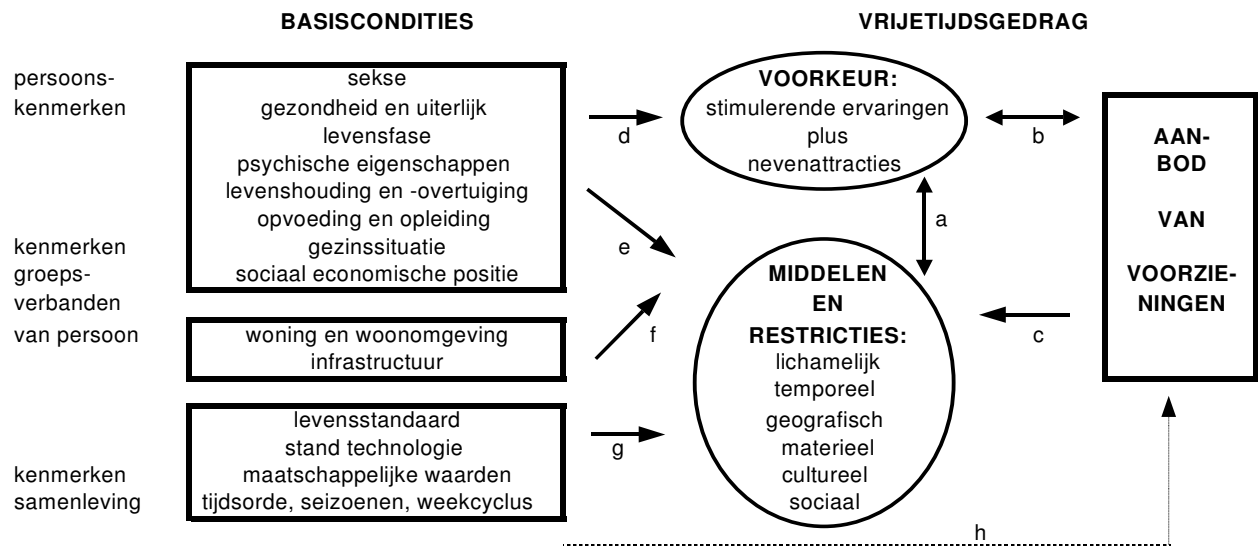 BASISCONDITIES
VRIJETIJDSGEDRAG
persoons-
kenmerken
kenmerken
groeps-
verbanden
van persoon
kenmerken
samenleving
sekse
gezondheid en uiterlijk
levensfase
psychische eigenschappen
levenshouding en -overtuiging
opvoeding en opleiding
gezinssituatie
sociaal economische positie
woning en woonomgeving
infrastructuur
levensstandaard
stand technologie
maatschappelijke waarden
tijdsorde, seizoenen, weekcyclus
d
e
f
g
VOORKEUR:
stimulerende ervaringen
plus
nevenattracties
a
MIDDELEN
EN
RESTRICTIES:
lichamelijk
temporeel
geografisch
materieel
cultureel
sociaal
b
c
AAN-
BOD
VAN
VOORZIE-
NINGEN
h